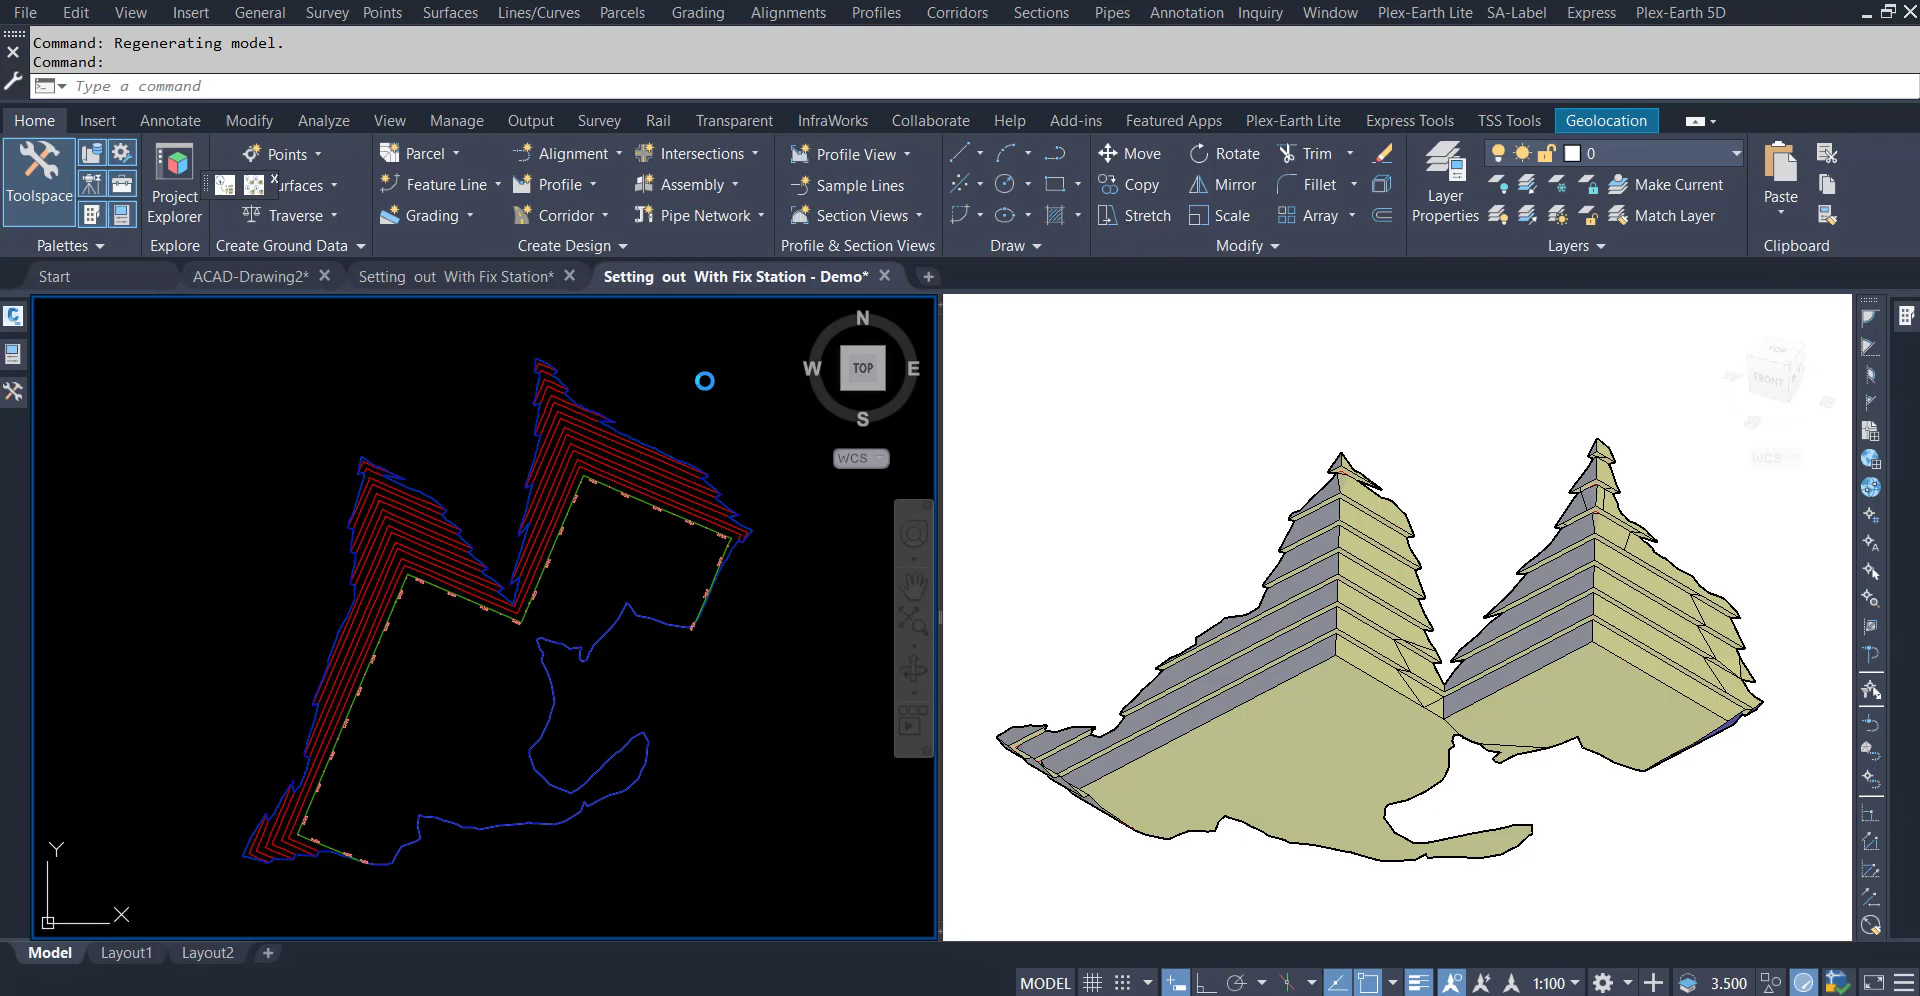 File Edit View Insert General Survey Points Surfaces Lines/Curves Parcels Grading Alignments Profiles Corridors Sections Pipes Annotation Inquiry Window Plex-Earth Lite SA-Label Express Plex-Earth 5D
Command: Regenerating model.
Command:
Type a command
Home Insert Annotate Modify Analyze View Manage Output Survey Rail Transparent InfraWorks Collaborate Help Add-ins Featured Apps Plex-Earth Lite Express Tools TSS Tools Geolocation
Points Parcel Alignment Intersections Profile View Move Rotate Trim 0
Toolspace Project Explorer urfaces Feature Line Profile Assembly Sample Lines Copy Mirror Fillet Layer Properties Make Current Paste
Traverse Grading Corridor Pipe Network Section Views Stretch Scale Array Match Layer
Palettes Explore Create Ground Data Create Design Profile & Section Views Draw Modify Layers Clipboard
Start ACAD-Drawing2* Setting out With Fix Station* Setting out With Fix Station - Demo*
N
W TOP E
S
WCS
TOP
FRONT
WCS
Y
X
Model Layout1 Layout2
MODEL 1:100 3.500